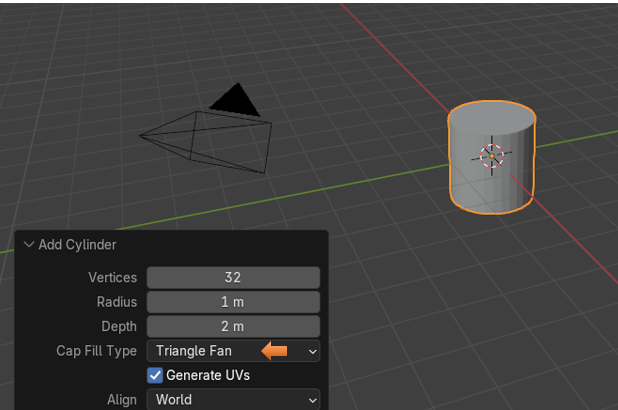 Add Cylinder
Vertices 32
Radius 1 m
Depth 2 m
Cap Fill Type Triangle Fan
Generate UVs
Align World